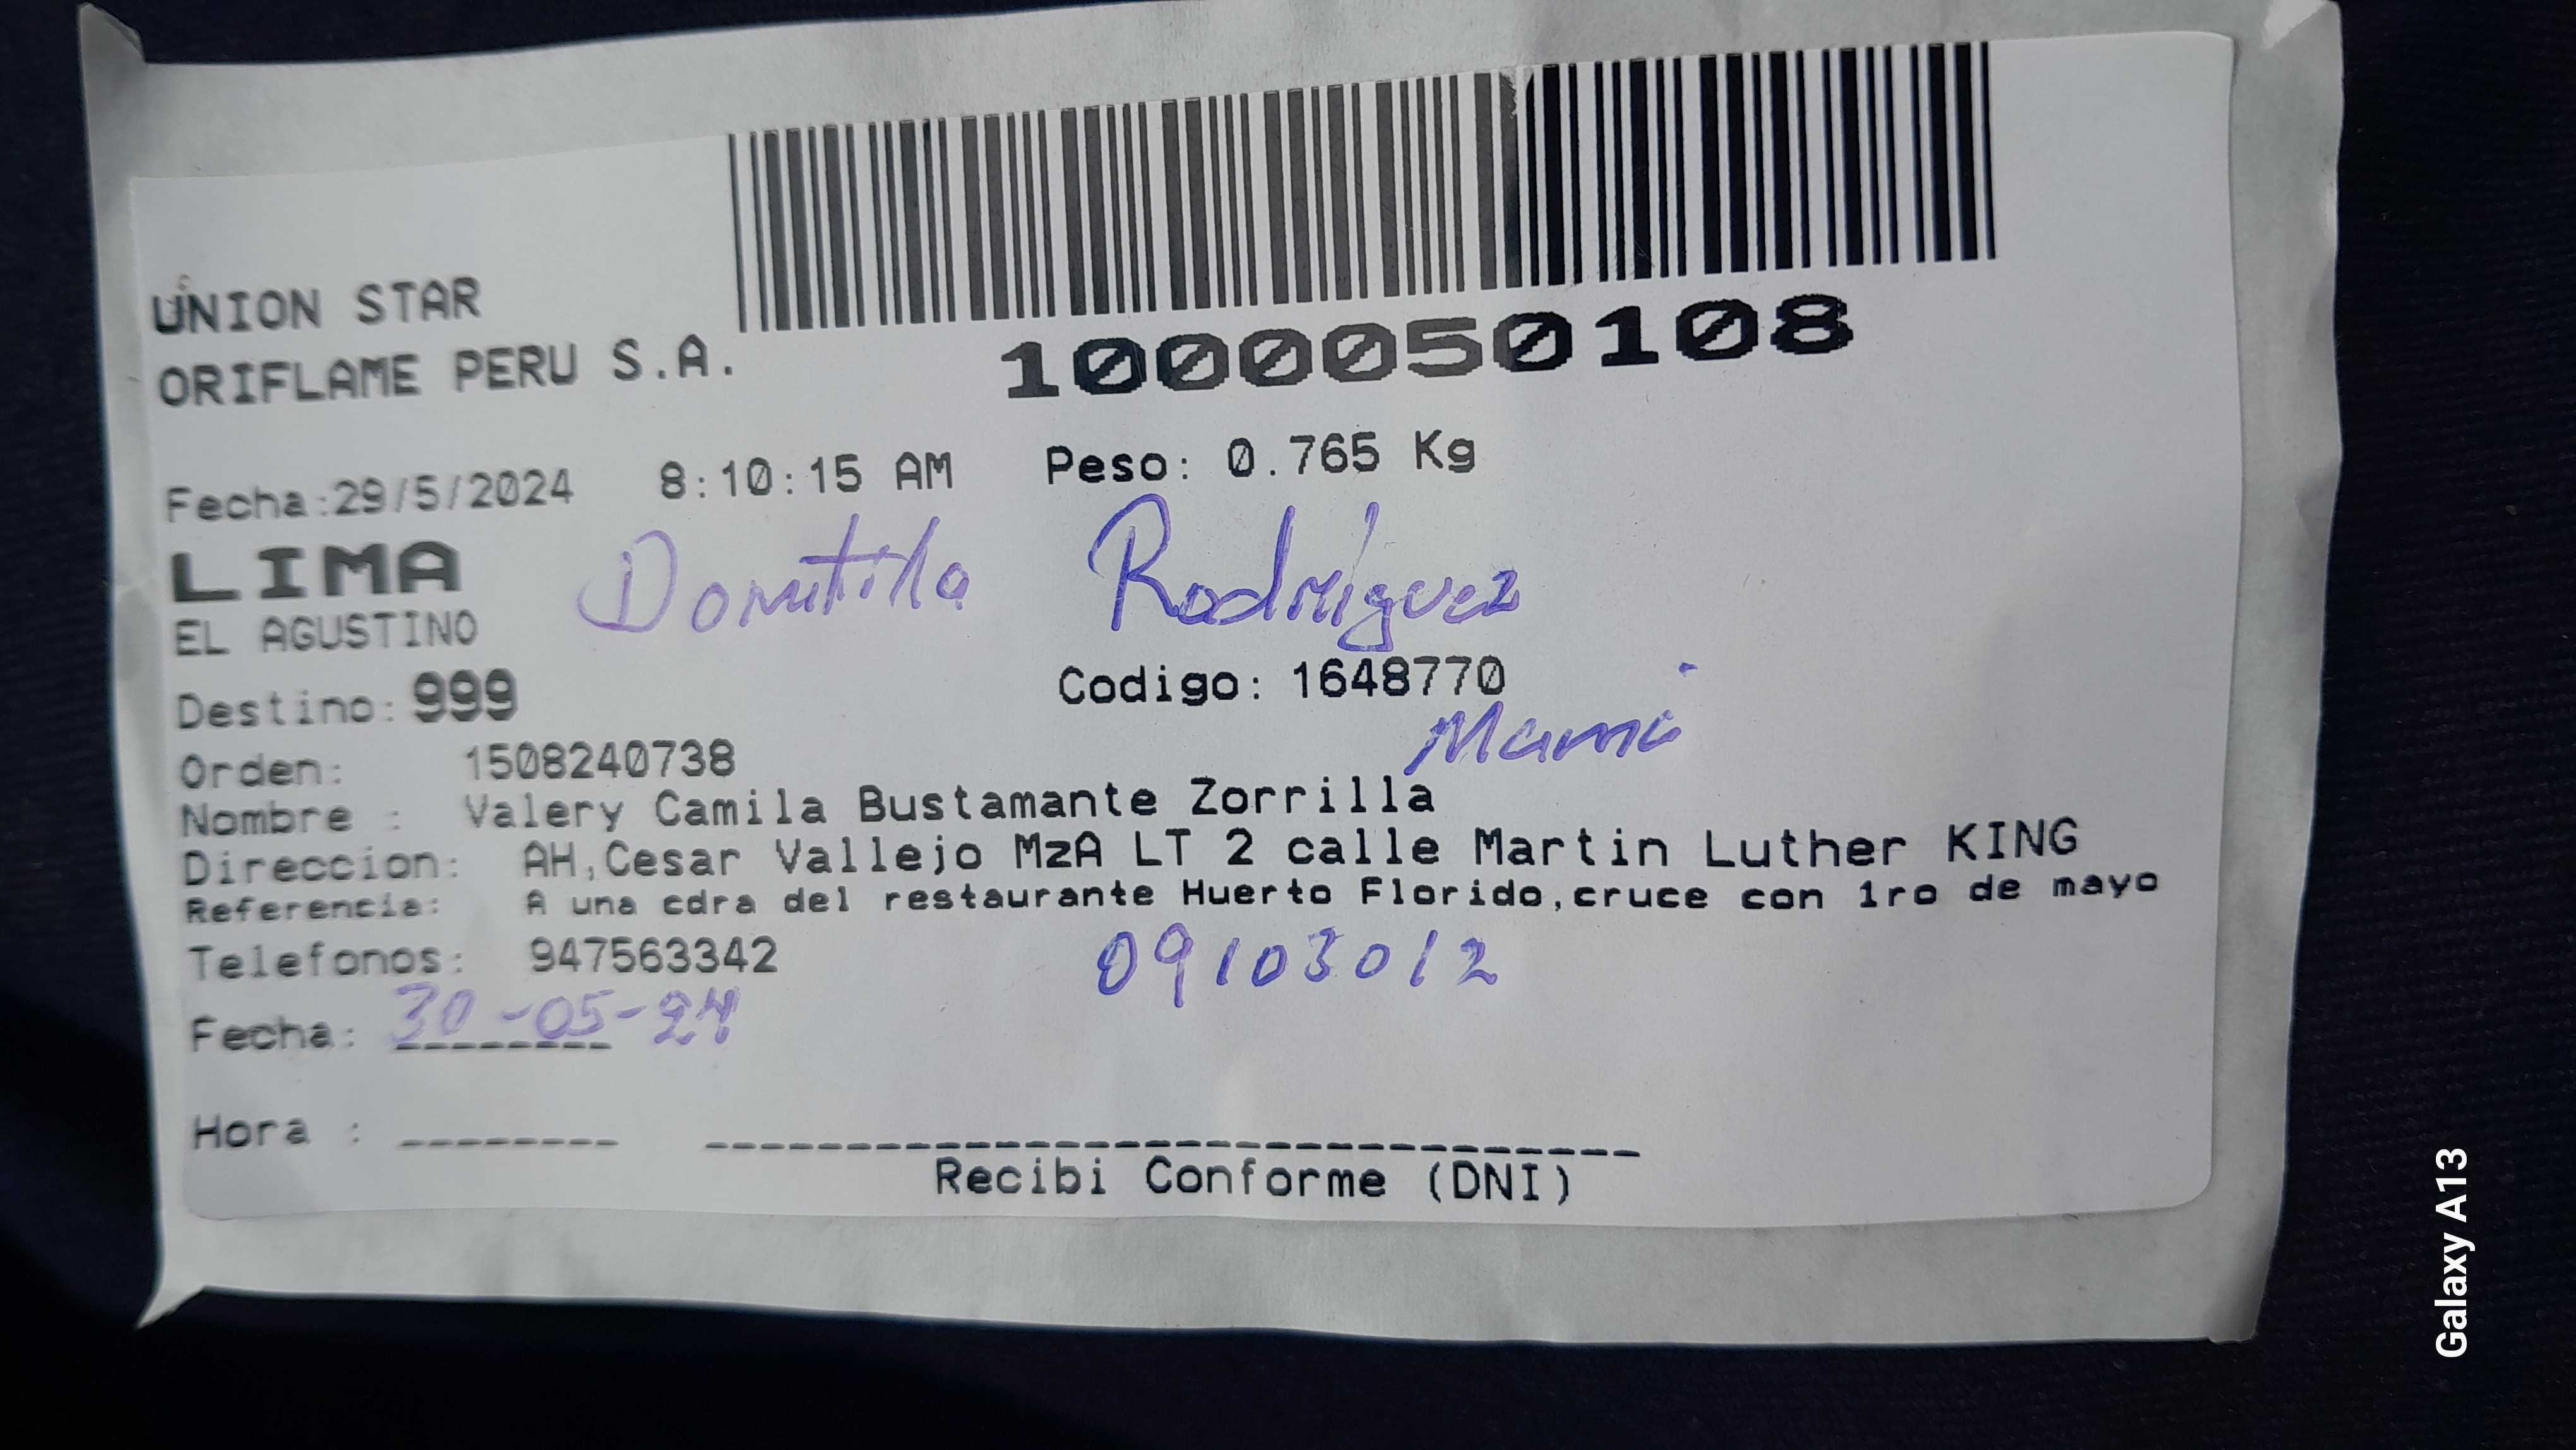 UNION STAR
ORIFLAME PERU S.A.
1000050108
Fecha:29/5/2024 8:10:15 AM Peso: 0.765 Kg
LIMA
Domitila Rodríguez
EL AGUSTINO
Destino: 999 Codigo: 1648770
Mamá
Orden: 1508240738
Nombre : Valery Camila Bustamante Zorrilla
Direccion: AH,Cesar Vallejo MzA LT 2 calle Martin Luther KING
Referencia: A una cdra del restaurante Huerto Florido,cruce con 1ro de mayo
Telefonos: 947563342
09103012
Fecha: 30-05-24
Hora :
Recibi Conforme (DNI)
Galaxy A13